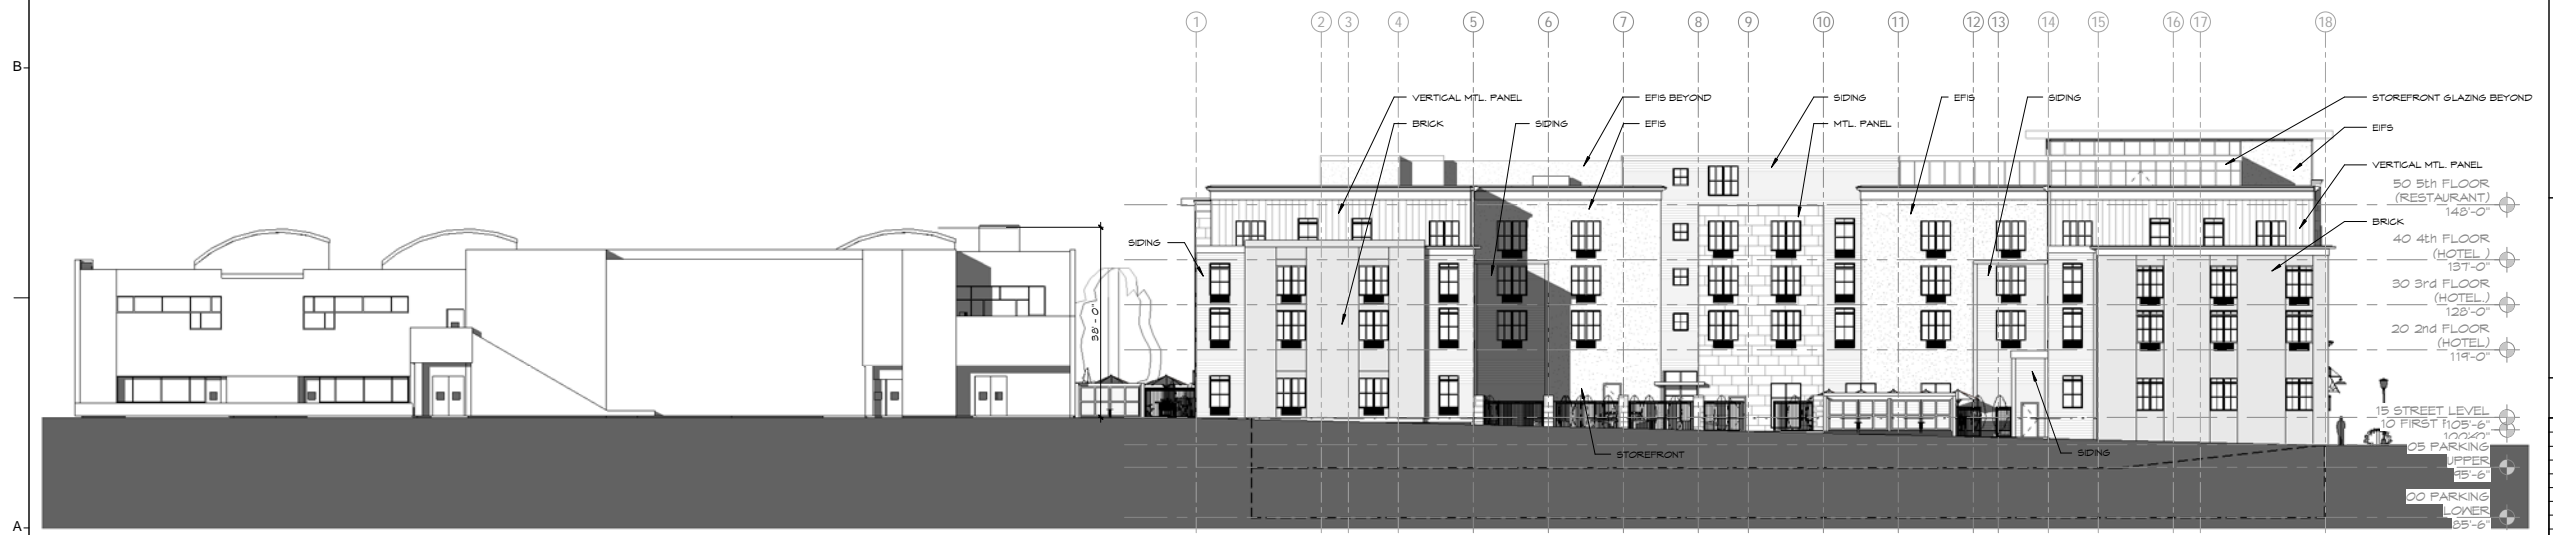 1 2 3 4 5 6 7 8 9 10 11 12 13 14 15 16 17 18
B
VERTICAL MTL. PANEL
EFIS BEYOND
SIDING
EFIS
SIDING
STOREFRONT GLAZING BEYOND
BRICK
SIDING
EFIS
MTL. PANEL
EIFS
VERTICAL MTL. PANEL
50 5th FLOOR
(RESTAURANT)
148'-0"
BRICK
SIDING
40 4th FLOOR
(HOTEL )
137'-0"
30 3rd FLOOR
(HOTEL.)
128'-0"
38' - 0"
20 2nd FLOOR
(HOTEL)
119'-0"
15 STREET LEVEL
10 FIRST 105'-6"
100'-0"
STOREFRONT
SIDING
05 PARKING
UPPER
95'-6"
00 PARKING
LOWER
85'-6"
A